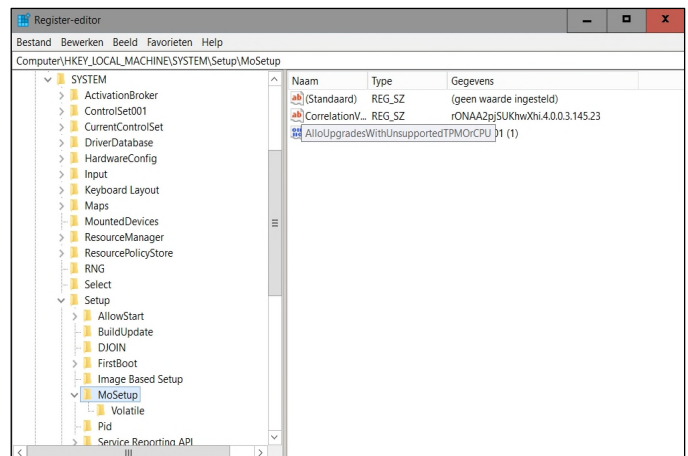 Register-editor
Bestand Bewerken Beeld Favorieten Help
Computer\HKEY_LOCAL_MACHINE\SYSTEM\Setup\MoSetup
SYSTEM
ActivationBroker
ControlSet001
CurrentControlSet
DriverDatabase
HardwareConfig
Input
Keyboard Layout
Maps
MountedDevices
ResourceManager
ResourcePolicyStore
RNG
Select
Setup
AllowStart
BuildUpdate
DJOIN
FirstBoot
Image Based Setup
MoSetup
Volatile
Pid
Service Reporting API
Naam Type Gegevens
(Standaard) REG_SZ (geen waarde ingesteld)
CorrelationV... REG_SZ rONAA2pjSUKhwXhi.4.0.0.3.145.23
AlloUpgradesWithUnsupportedTPMOrCPU 01 (1)